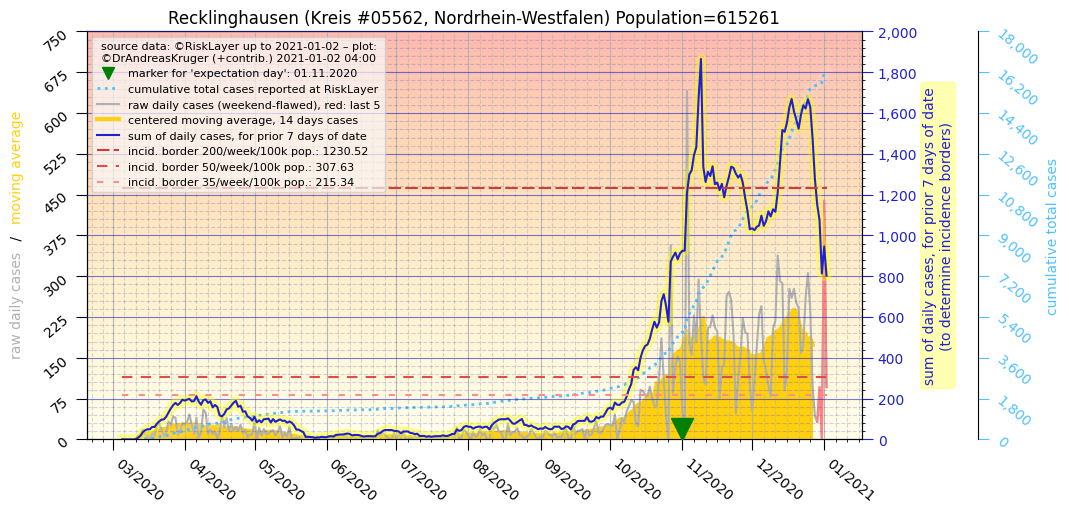 Recklinghausen (Kreis #05562, Nordrhein-Westfalen) Population=615261
source data: ©RiskLayer up to 2021-01-02 – plot:
©DrAndreasKruger (+contrib.) 2021-01-02 04:00
marker for 'expectation day': 01.11.2020
cumulative total cases reported at RiskLayer
raw daily cases (weekend-flawed), red: last 5
centered moving average, 14 days cases
sum of daily cases, for prior 7 days of date
incid. border 200/week/100k pop.: 1230.52
incid. border 50/week/100k pop.: 307.63
incid. border 35/week/100k pop.: 215.34
raw daily cases / moving average
750
675
600
525
450
375
300
225
150
75
0
03/2020
04/2020
05/2020
06/2020
07/2020
08/2020
09/2020
10/2020
11/2020
12/2020
01/2021
2,000
1,800
1,600
1,400
1,200
1,000
800
600
400
200
0
sum of daily cases, for prior 7 days of date
(to determine incidence borders)
18,000
16,200
14,400
12,600
10,800
9,000
7,200
5,400
3,600
1,800
0
cumulative total cases